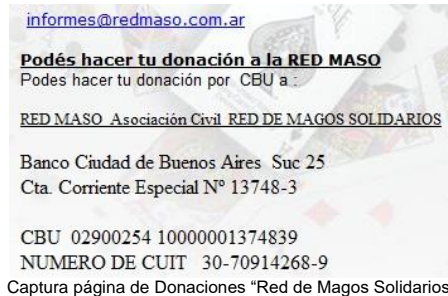 informes@redmaso.com.ar
Podés hacer tu donación a la RED MASO
Podes hacer tu donación por CBU a :
RED MASO Asociación Civil RED DE MAGOS SOLIDARIOS
Banco Ciudad de Buenos Aires Suc 25
Cta. Corriente Especial Nº 13748-3
CBU 02900254 10000001374839
NUMERO DE CUIT 30-70914268-9
Captura página de Donaciones “Red de Magos Solidarios